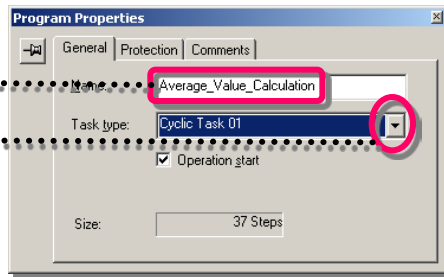 Program Properties
General Protection Comments
Name: Average_Value_Calculation
Task type: Cyclic Task 01
Operation start
Size: 37 Steps